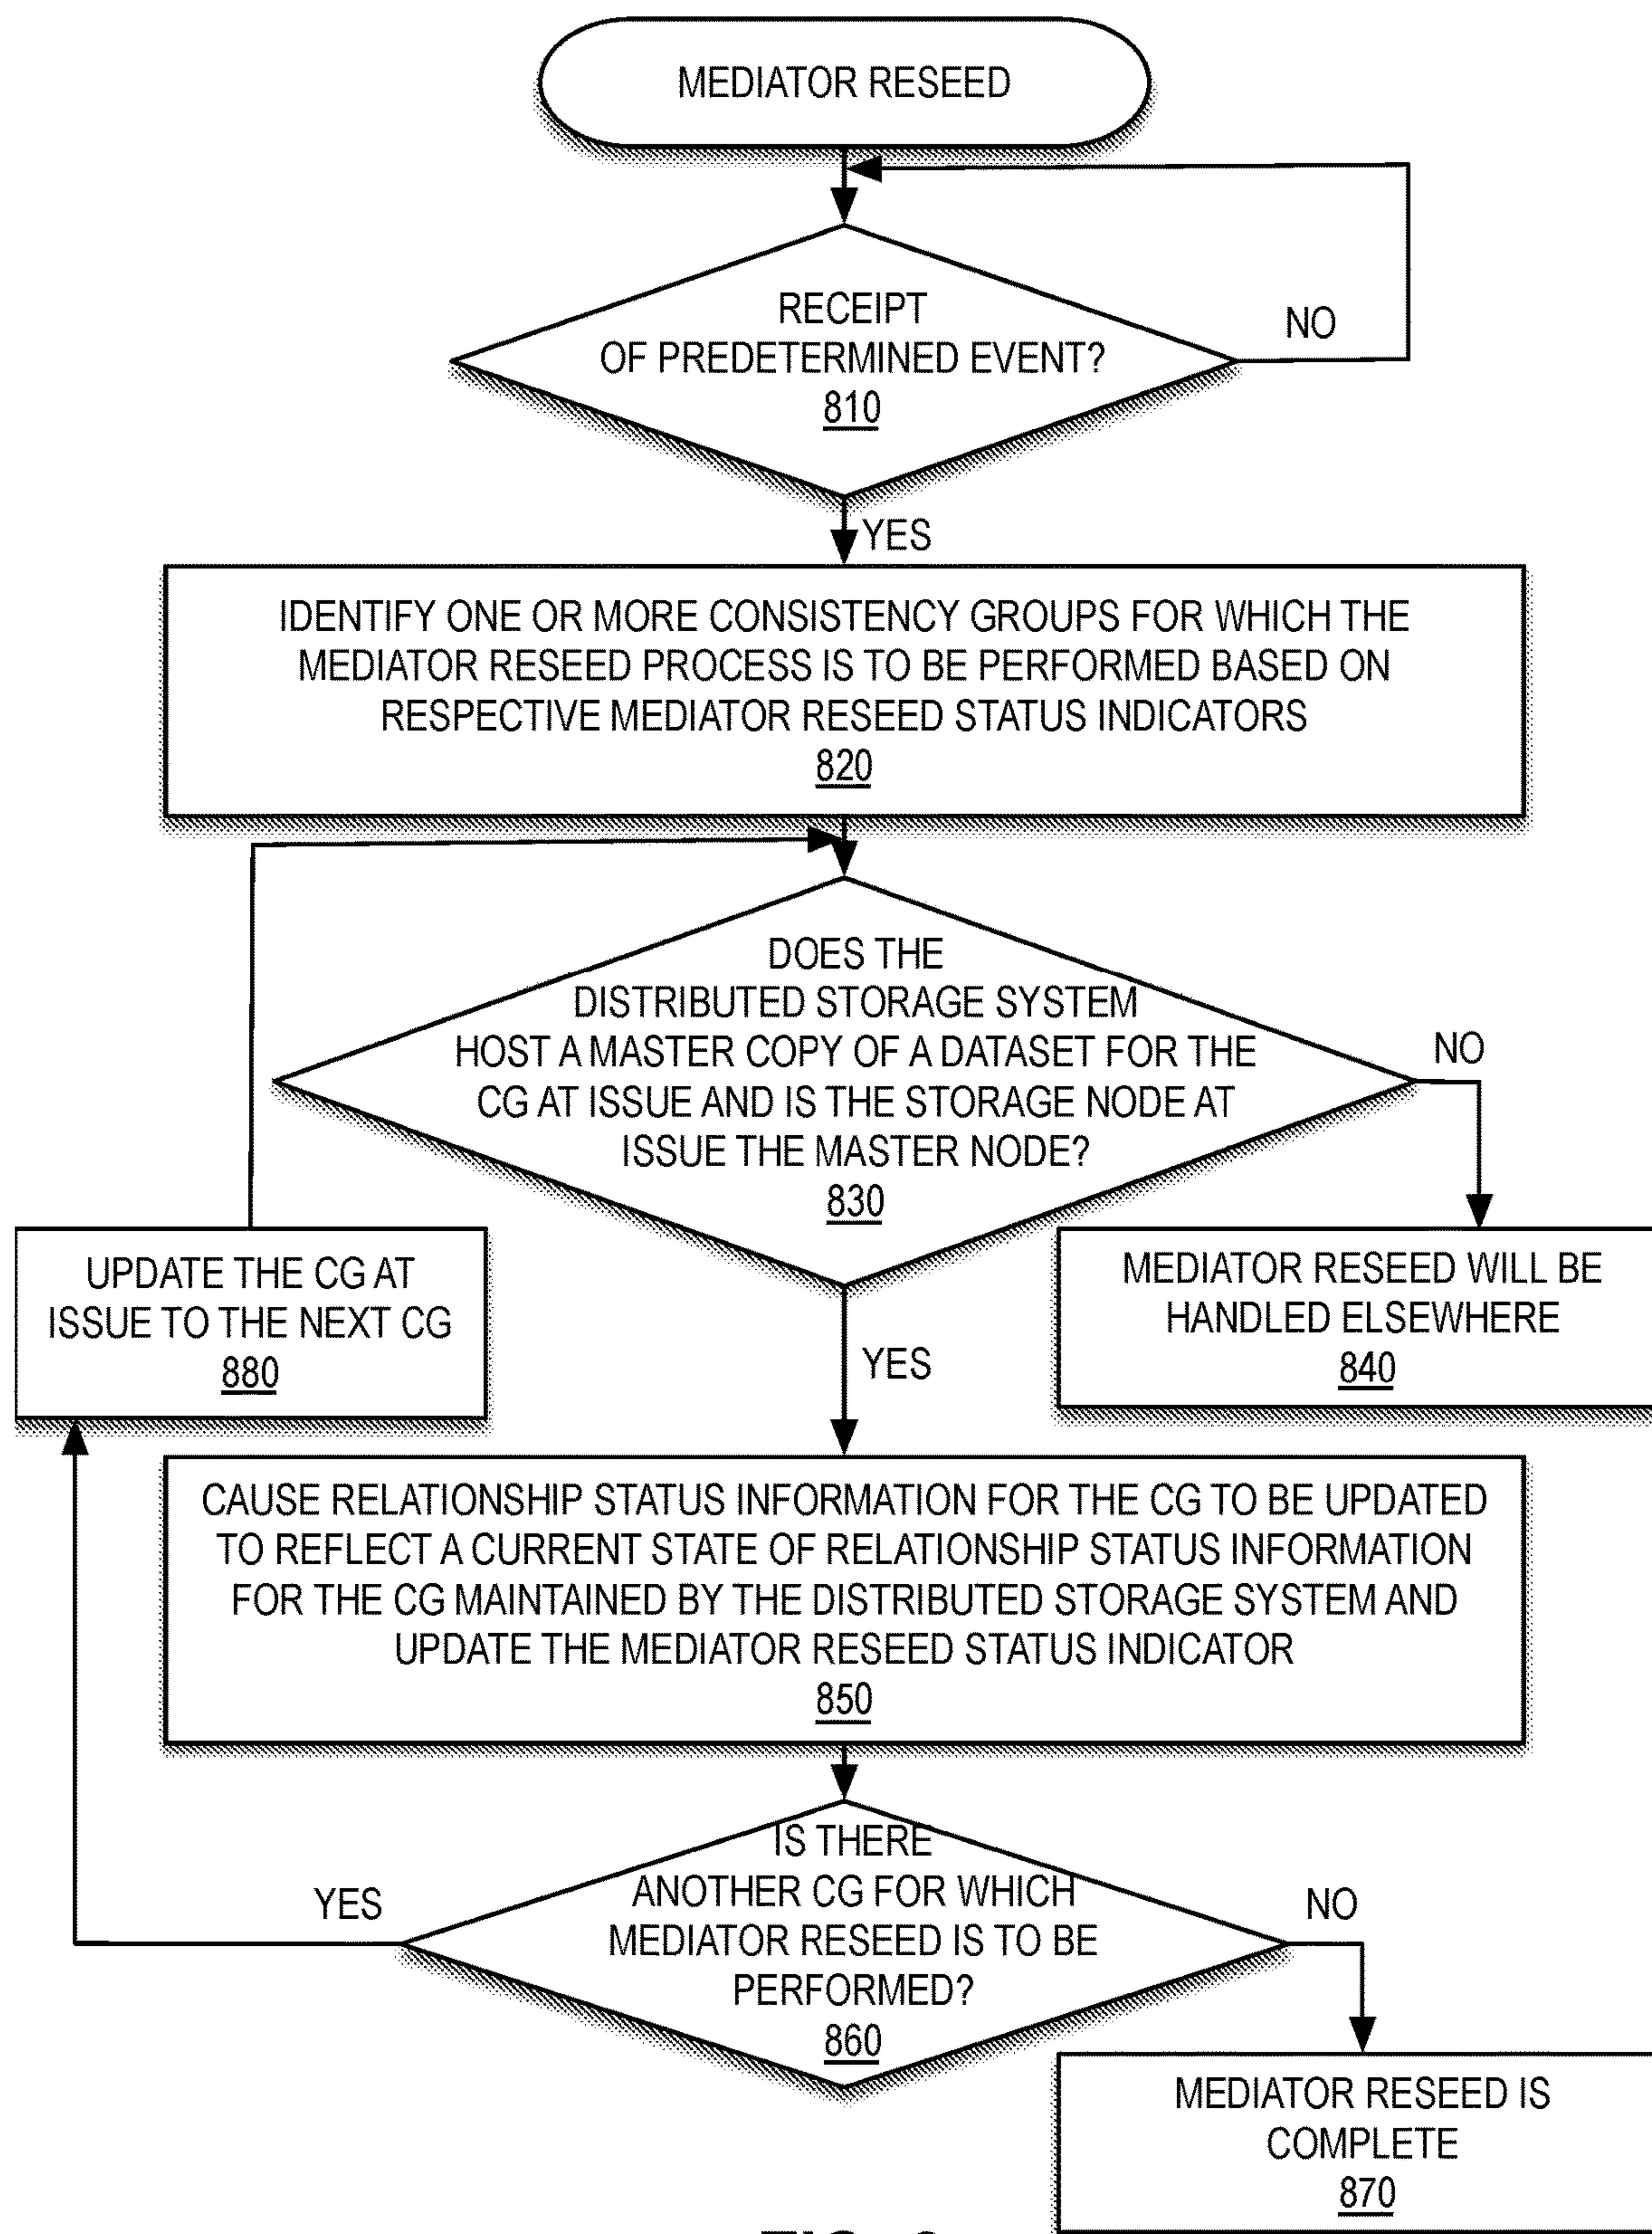 MEDIATOR RESEED
RECEIPT
OF PREDETERMINED EVENT?
810
NO
YES
IDENTIFY ONE OR MORE CONSISTENCY GROUPS FOR WHICH THE
MEDIATOR RESEED PROCESS IS TO BE PERFORMED BASED ON
RESPECTIVE MEDIATOR RESEED STATUS INDICATORS
820
DOES THE
DISTRIBUTED STORAGE SYSTEM
HOST A MASTER COPY OF A DATASET FOR THE
CG AT ISSUE AND IS THE STORAGE NODE AT
ISSUE THE MASTER NODE?
830
NO
UPDATE THE CG AT
ISSUE TO THE NEXT CG
880
MEDIATOR RESEED WILL BE
HANDLED ELSEWHERE
840
YES
CAUSE RELATIONSHIP STATUS INFORMATION FOR THE CG TO BE UPDATED
TO REFLECT A CURRENT STATE OF RELATIONSHIP STATUS INFORMATION
FOR THE CG MAINTAINED BY THE DISTRIBUTED STORAGE SYSTEM AND
UPDATE THE MEDIATOR RESEED STATUS INDICATOR
850
IS THERE
ANOTHER CG FOR WHICH
MEDIATOR RESEED IS TO BE
PERFORMED?
860
YES
NO
MEDIATOR RESEED IS
COMPLETE
870